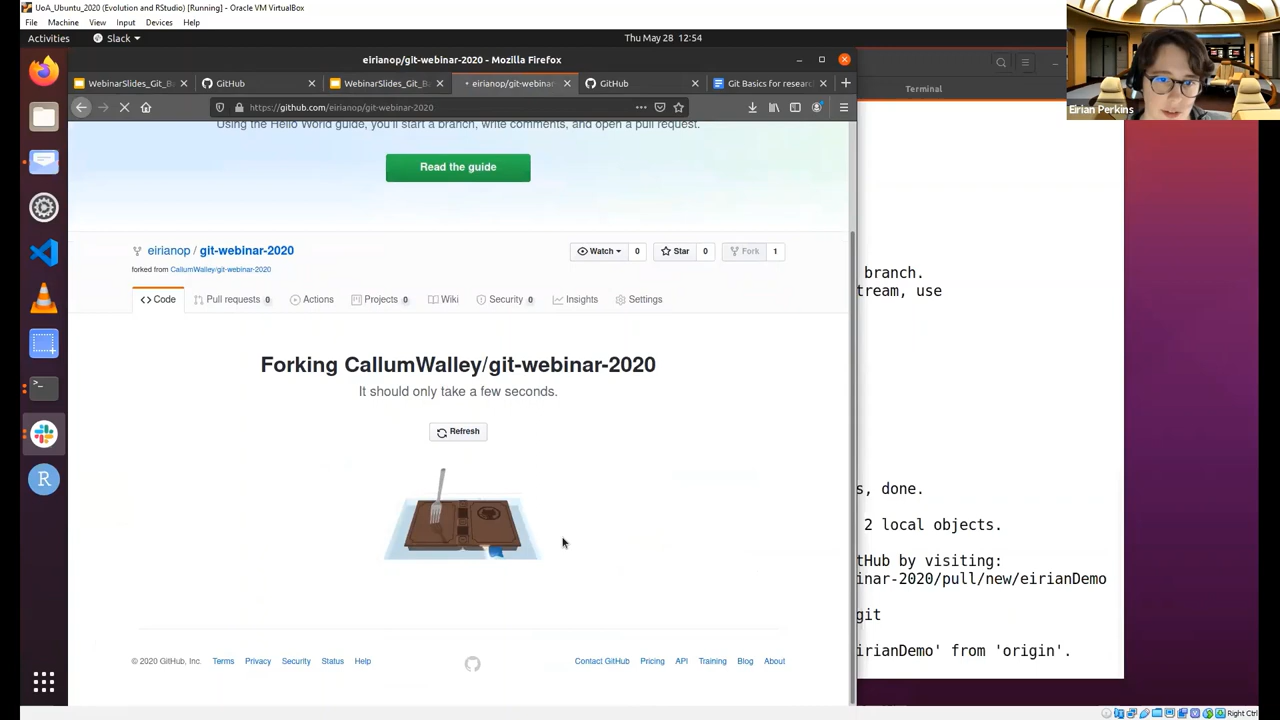 UoA_Ubuntu_2020 (Evolution and RStudio) [Running] - Oracle VM VirtualBox
File Machine View Input Devices Help
Activities Slack Thu May 28 12:54
eirianop/git-webinar-2020 - Mozilla Firefox
WebinarSlides_Git_B GitHub WebinarSlides_Git_B eirianop/git-webinar GitHub Git Basics for researc
https://github.com/eirianop/git-webinar-2020
Terminal
Eirian Perkins
Using the Hello World guide, you'll start a branch, write comments, and open a pull request.
Read the guide
eirianop / git-webinar-2020
Watch 0 Star 0 Fork 1
forked from CallumWalley/git-webinar-2020
Code Pull requests 0 Actions Projects 0 Wiki Security 0 Insights Settings
Forking CallumWalley/git-webinar-2020
It should only take a few seconds.
Refresh
© 2020 GitHub, Inc. Terms Privacy Security Status Help Contact GitHub Pricing API Training Blog About
branch.
tream, use
s, done.
2 local objects.
tHub by visiting:
inar-2020/pull/new/eirianDemo
git
irianDemo' from 'origin'.
R
Right Ctrl